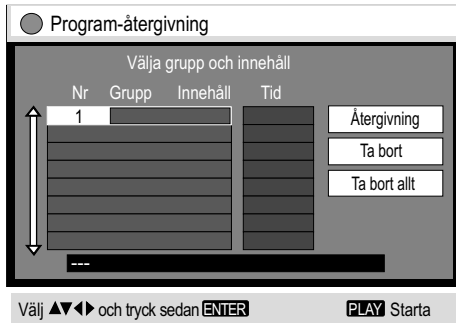 Program-återgivning
Välja grupp och innehåll
Nr Grupp Innehåll Tid
1
Återgivning
Ta bort
Ta bort allt
---
Välj ▲▼◀▶ och tryck sedan ENTER PLAY Starta